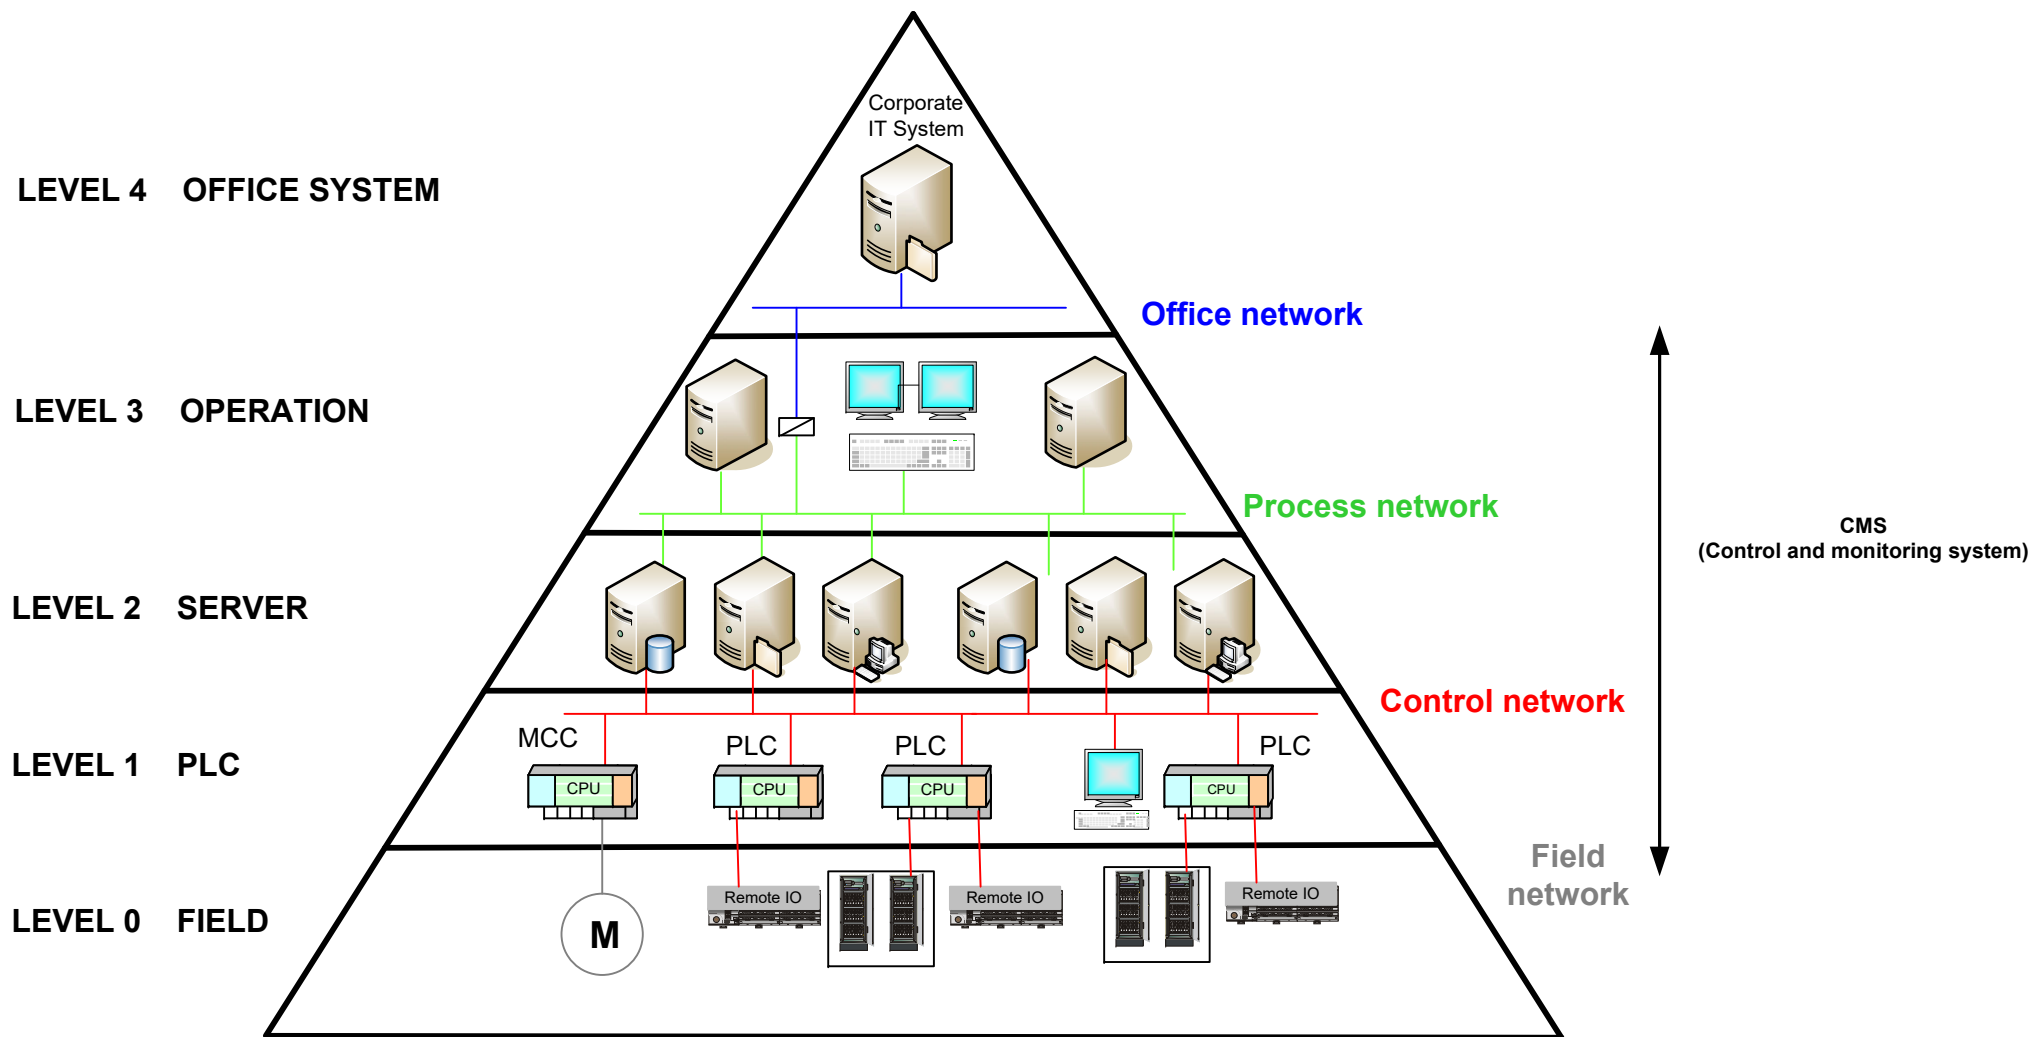 Corporate
IT System
LEVEL 4 OFFICE SYSTEM
Office network
LEVEL 3 OPERATION
Process network
CMS
(Control and monitoring system)
LEVEL 2 SERVER
Control network
MCC
PLC
PLC
PLC
LEVEL 1 PLC
CPU
CPU
CPU
CPU
Field
network
Remote IO
Remote IO
Remote IO
LEVEL 0 FIELD
M